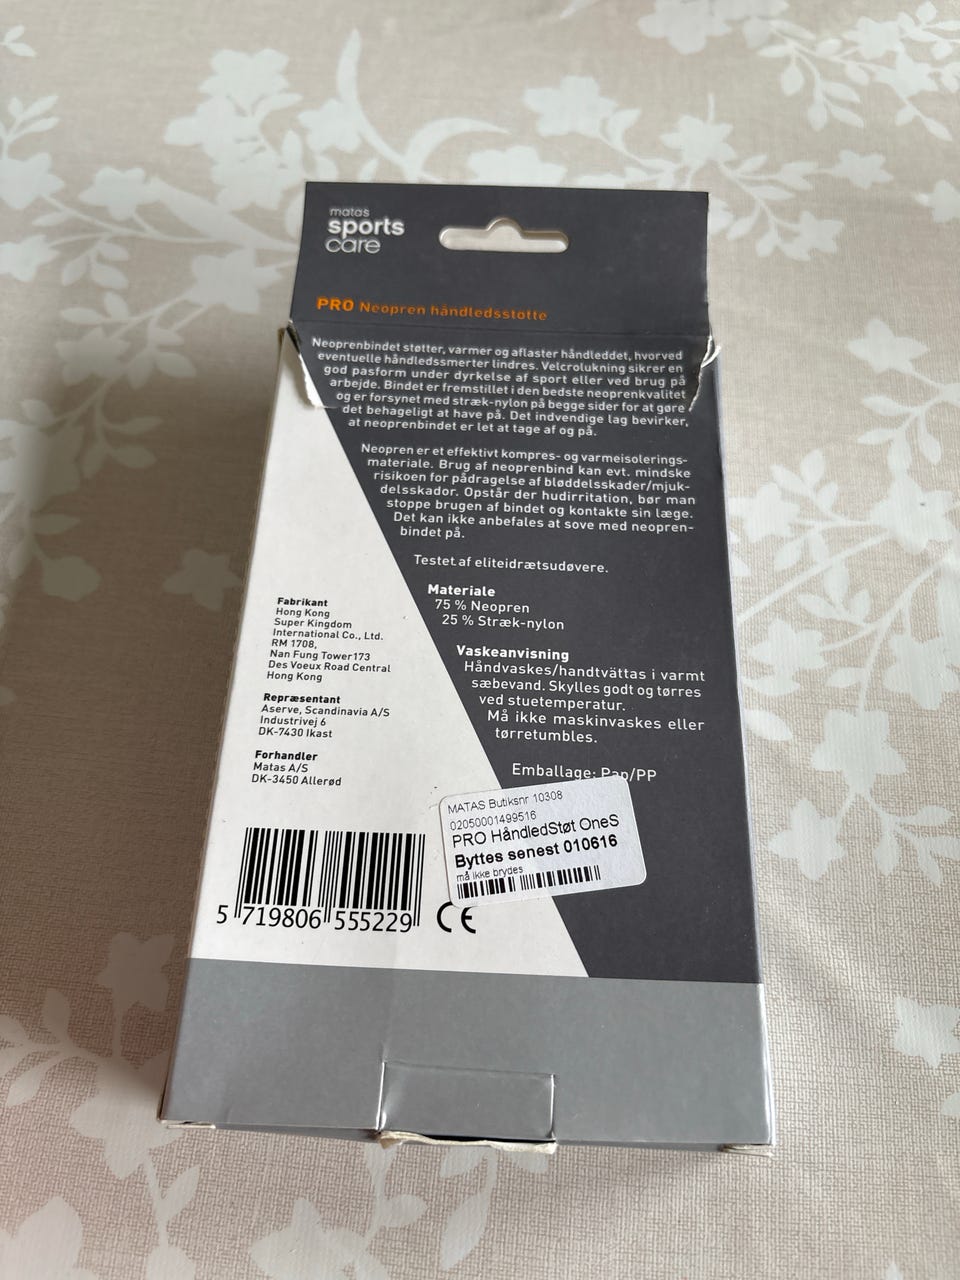 matas
sports
care
PRO Neopren håndledsstøtte
Neoprenbindet støtter, varmer og aflaster håndleddet, hvorved
eventuelle håndledssmerter lindres. Velcrolukning sikrer en
god pasform under dyrkelse af sport eller ved brug på
arbejde. Bindet er fremstillet i den bedste neoprenkvalitet
og er forsynet med stræk-nylon på begge sider for at gøre
det behageligt at have på. Det indvendige lag bevirker,
at neoprenbindet er let at tage af og på.
Neopren er et effektivt kompres- og varmeisolerings-
materiale. Brug af neoprenbind kan evt. mindske
risikoen for pådragelse af bløddelsskader/mjuk-
delsskador. Opstår der hudirritation, bør man
stoppe brugen af bindet og kontakte sin læge.
Det kan ikke anbefales at sove med neopren-
bindet på.
Testet af eliteidrætsudøvere.
Materiale
75 % Neopren
25 % Stræk-nylon
Vaskeanvisning
Håndvaskes/handtvättas i varmt
sæbevand. Skylles godt og tørres
ved stuetemperatur.
Må ikke maskinvaskes eller
tørretumbles.
Emballage: Pap/PP
Fabrikant
Hong Kong
Super Kingdom
International Co., Ltd.
RM 1708,
Nan Fung Tower173
Des Voeux Road Central
Hong Kong
Repræsentant
Aserve, Scandinavia A/S
Industrivej 6
DK-7430 Ikast
Forhandler
Matas A/S
DK-3450 Allerød
5 719806 555229
CE
MATAS Butiksnr 10308
02050001499516
PRO HåndledStøt OneS
Byttes senest 010616
må ikke brydes